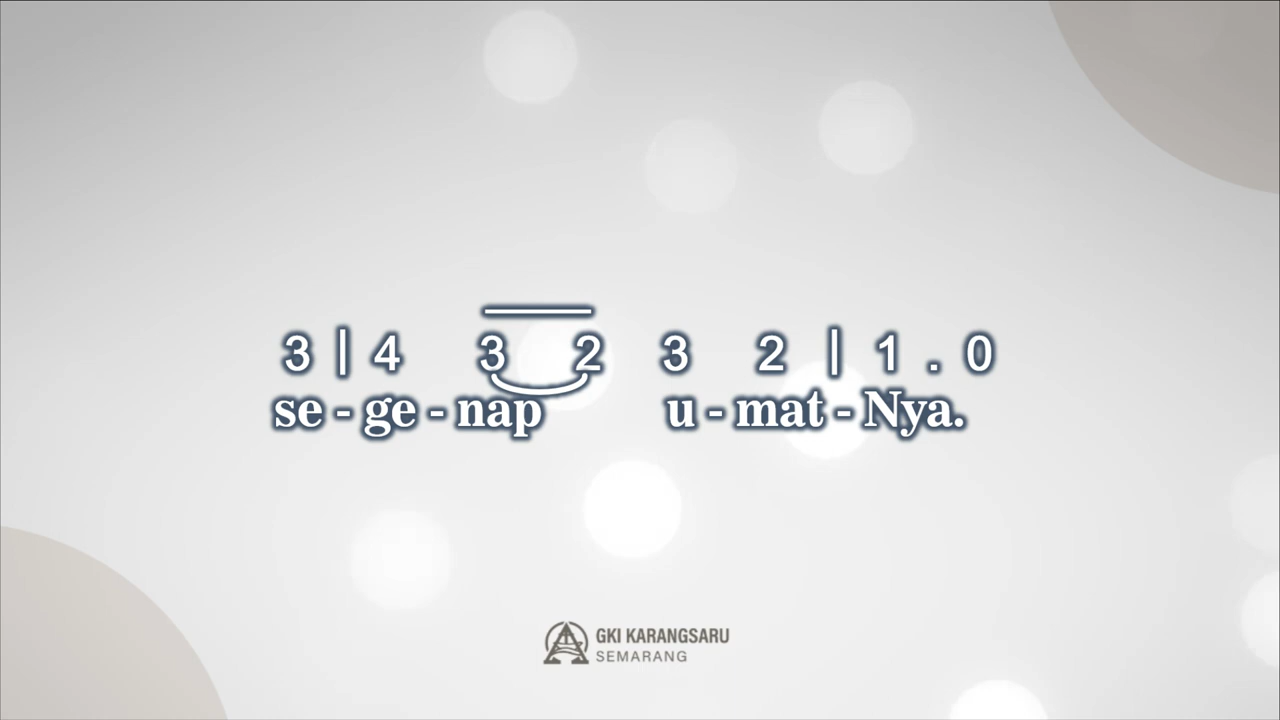 3 | 4 3 2 3 2 | 1 . 0
se - ge - nap u - mat - Nya.
GKI KARANGSARU
SEMARANG